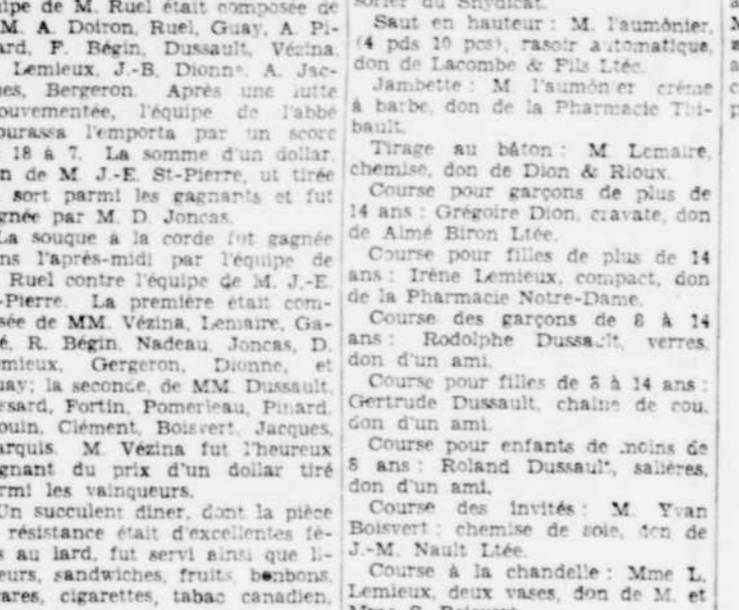 uipe de M. Ruel était composée de
M. A. Doiron, Ruel, Guay, A. Pi-
ard, F. Bégin, Dussault, Vézina,
Lemieux, J.-B. Dionne, A. Jac-
ues, Bergeron. Après une lutte
ouvementée, l'équipe de l'abbé
ourassa l'emporta par un score
18 à 7. La somme d'un dollar,
n de M. J.-E. St-Pierre, ut tirée
sort parmi les gagnants et fut
gnée par M. D. Joncas.
La souque à la corde fut gagnée
ns l'après-midi par l'équipe de
Ruel contre l'équipe de M. J.-E.
-Pierre. La première était com-
sée de MM. Vézina, Lemaire, Ga-
é, R. Bégin, Nadeau, Joncas, D.
mieux, Gergeron, Dionne, et
uay; la seconde, de MM. Dussault,
ssard, Fortin, Pomerleau, Pinard,
ouin, Clément, Boisvert, Jacques,
arquis. M. Vézina fut l'heureux
gnant du prix d'un dollar tiré
rmi les vainqueurs.
Un succulent dîner, dont la pièce
résistance était d'excellentes fè-
s au lard, fut servi ainsi que li-
eurs, sandwiches, fruits, bonbons,
ares, cigarettes, tabac canadien,
sorier du Syndicat.
Saut en hauteur : M. l'aumônier,
(4 pds 10 pcs), rasoir automatique,
don de Lacombe & Fils Ltée.
Jambette : M. l'aumônier crème
à barbe, don de la Pharmacie Thi-
bault.
Tirage au bâton : M. Lemaire,
chemise, don de Dion & Rioux.
Course pour garçons de plus de
14 ans : Grégoire Dion, cravate, don
de Aimé Biron Ltée.
Course pour filles de plus de 14
ans : Irène Lemieux, compact, don
de la Pharmacie Notre-Dame.
Course des garçons de 8 à 14
ans : Rodolphe Dussault, verres,
don d'un ami.
Course pour filles de 8 à 14 ans :
Gertrude Dussault, chaîne de cou,
don d'un ami.
Course pour enfants de moins de
8 ans : Roland Dussault, salières,
don d'un ami.
Course des invités : M. Yvan
Boisvert : chemise de soie, don de
J.-M. Nault Ltée.
Course à la chandelle : Mme L.
Lemieux, deux vases, don de M. et